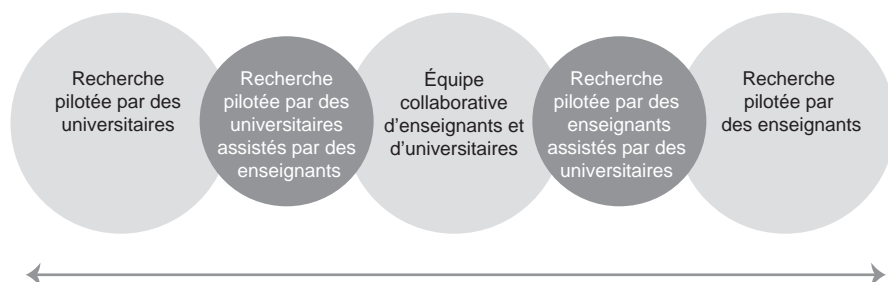 Recherche
pilotée par des
universitaires
Recherche
pilotée par des
universitaires
assistés par des
enseignants
Équipe
collaborative
d'enseignants et
d'universitaires
Recherche
pilotée par des
enseignants
assistés par des
universitaires
Recherche
pilotée par
des enseignants